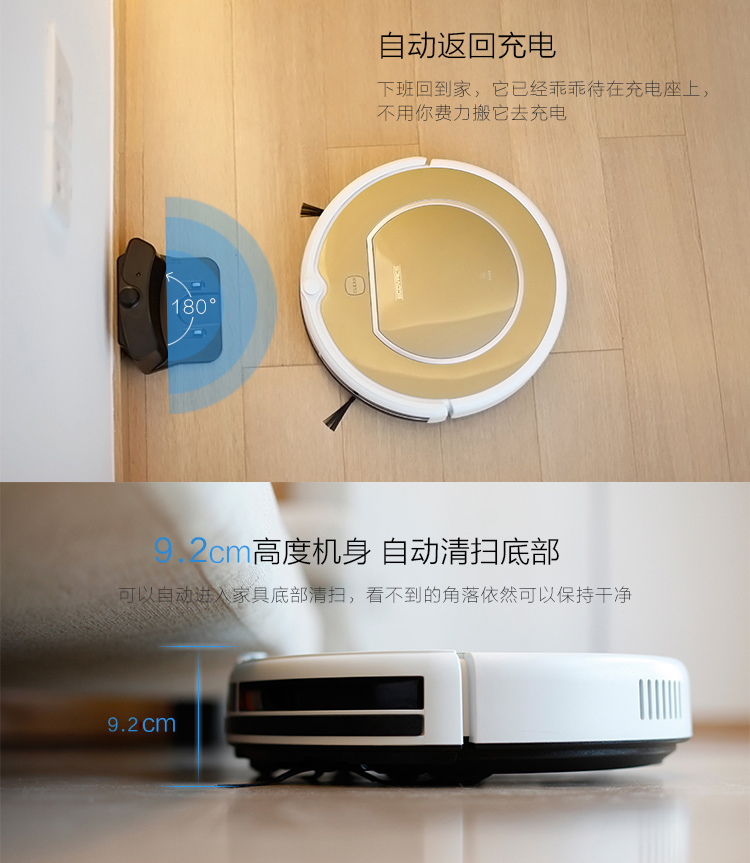 自动返回充电
下班回到家，它已经乖乖待在充电座上，
不用你费力搬它去充电
180°
ECOVACS
9.2cm高度机身 自动清扫底部
可以自动进入家具底部清扫，看不到的角落依然可以保持干净
9.2cm